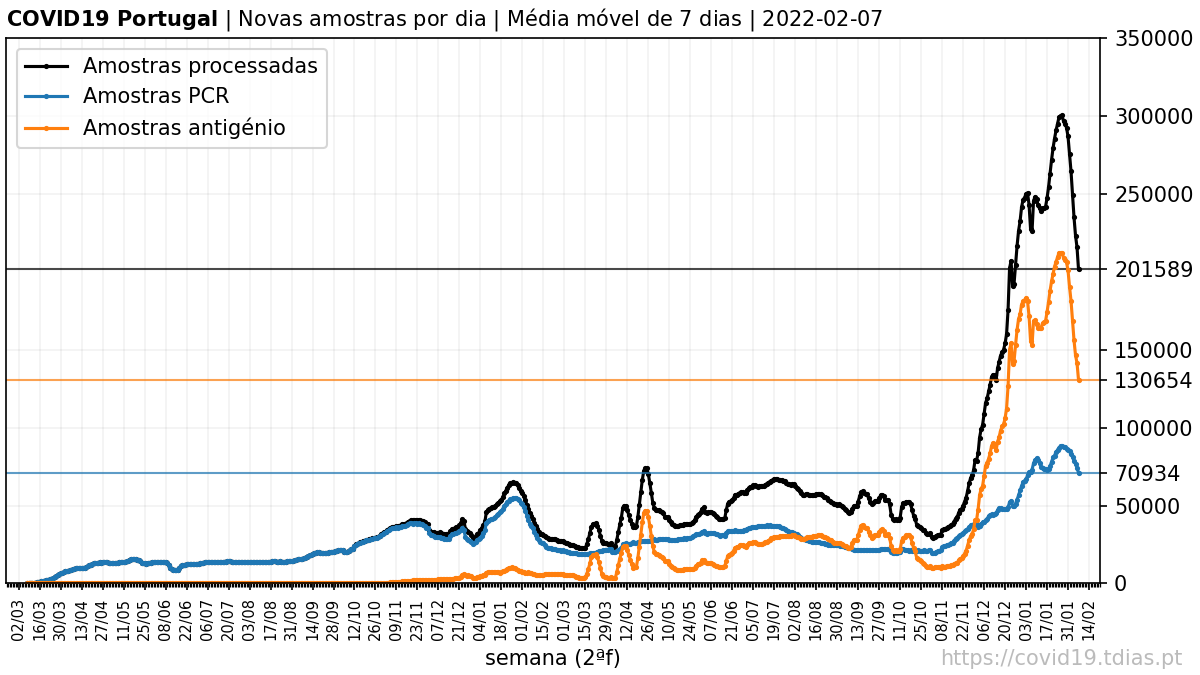 COVID19 Portugal | Novas amostras por dia | Média móvel de 7 dias | 2022-02-07
Amostras processadas
Amostras PCR
Amostras antigénio
350000
300000
250000
201589
150000
130654
100000
70934
50000
0
02/03 16/03 30/03 13/04 27/04 11/05 25/05 08/06 22/06 06/07 20/07 03/08 17/08 31/08 14/09 28/09 12/10 26/10 09/11 23/11 07/12 21/12 04/01 18/01 01/02 15/02 01/03 15/03 29/03 12/04 26/04 10/05 24/05 07/06 21/06 05/07 19/07 02/08 16/08 30/08 13/09 27/09 11/10 25/10 08/11 22/11 06/12 20/12 03/01 17/01 31/01 14/02
semana (2ªf)
https://covid19.tdias.pt